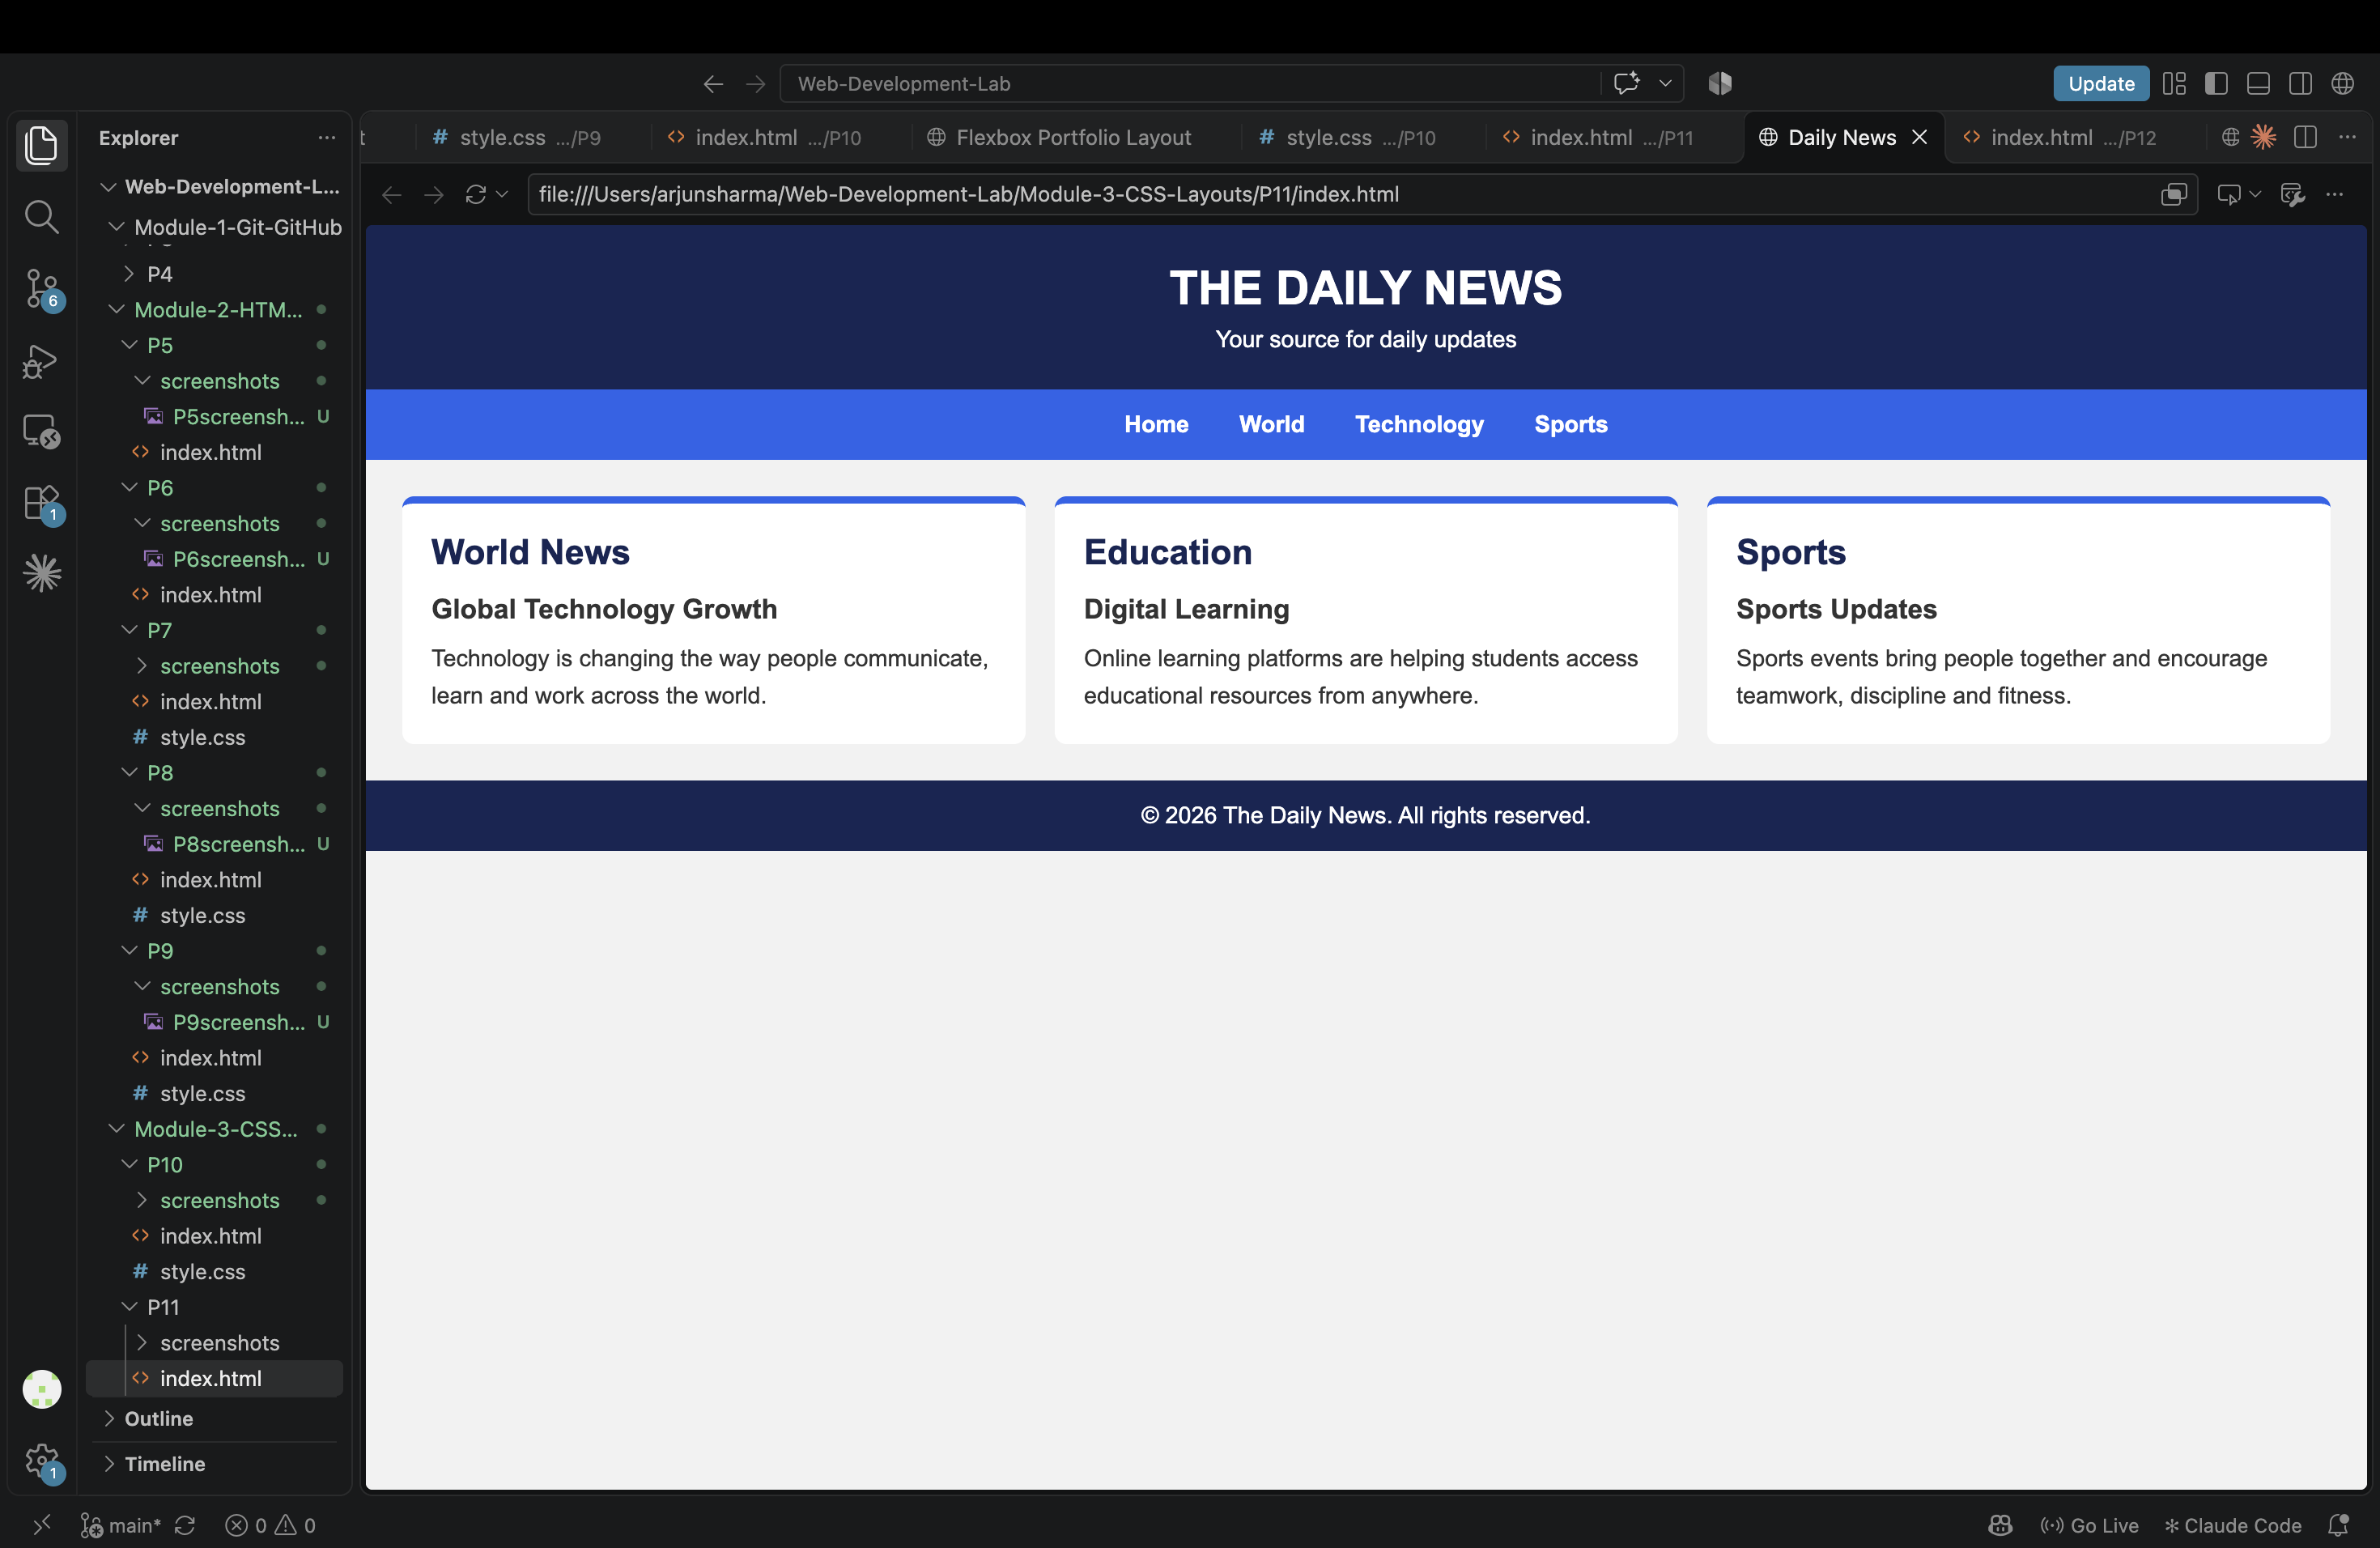 Web-Development-Lab
Update
Explorer
style.css .../P9
index.html .../P10
Flexbox Portfolio Layout
style.css .../P10
index.html .../P11
Daily News
index.html .../P12
file:///Users/arjunsharma/Web-Development-Lab/Module-3-CSS-Layouts/P11/index.html
Web-Development-L...
Module-1-Git-GitHub
P4
Module-2-HTM...
P5
screenshots
P5screensh... U
index.html
P6
screenshots
P6screensh... U
index.html
P7
screenshots
index.html
style.css
P8
screenshots
P8screensh... U
index.html
style.css
P9
screenshots
P9screensh... U
index.html
style.css
Module-3-CSS...
P10
screenshots
index.html
style.css
P11
screenshots
index.html
Outline
Timeline
6
1
1
THE DAILY NEWS
Your source for daily updates
Home World Technology Sports
World News
Global Technology Growth
Technology is changing the way people communicate,
learn and work across the world.
Education
Digital Learning
Online learning platforms are helping students access
educational resources from anywhere.
Sports
Sports Updates
Sports events bring people together and encourage
teamwork, discipline and fitness.
© 2026 The Daily News. All rights reserved.
main* 0 0
Go Live Claude Code